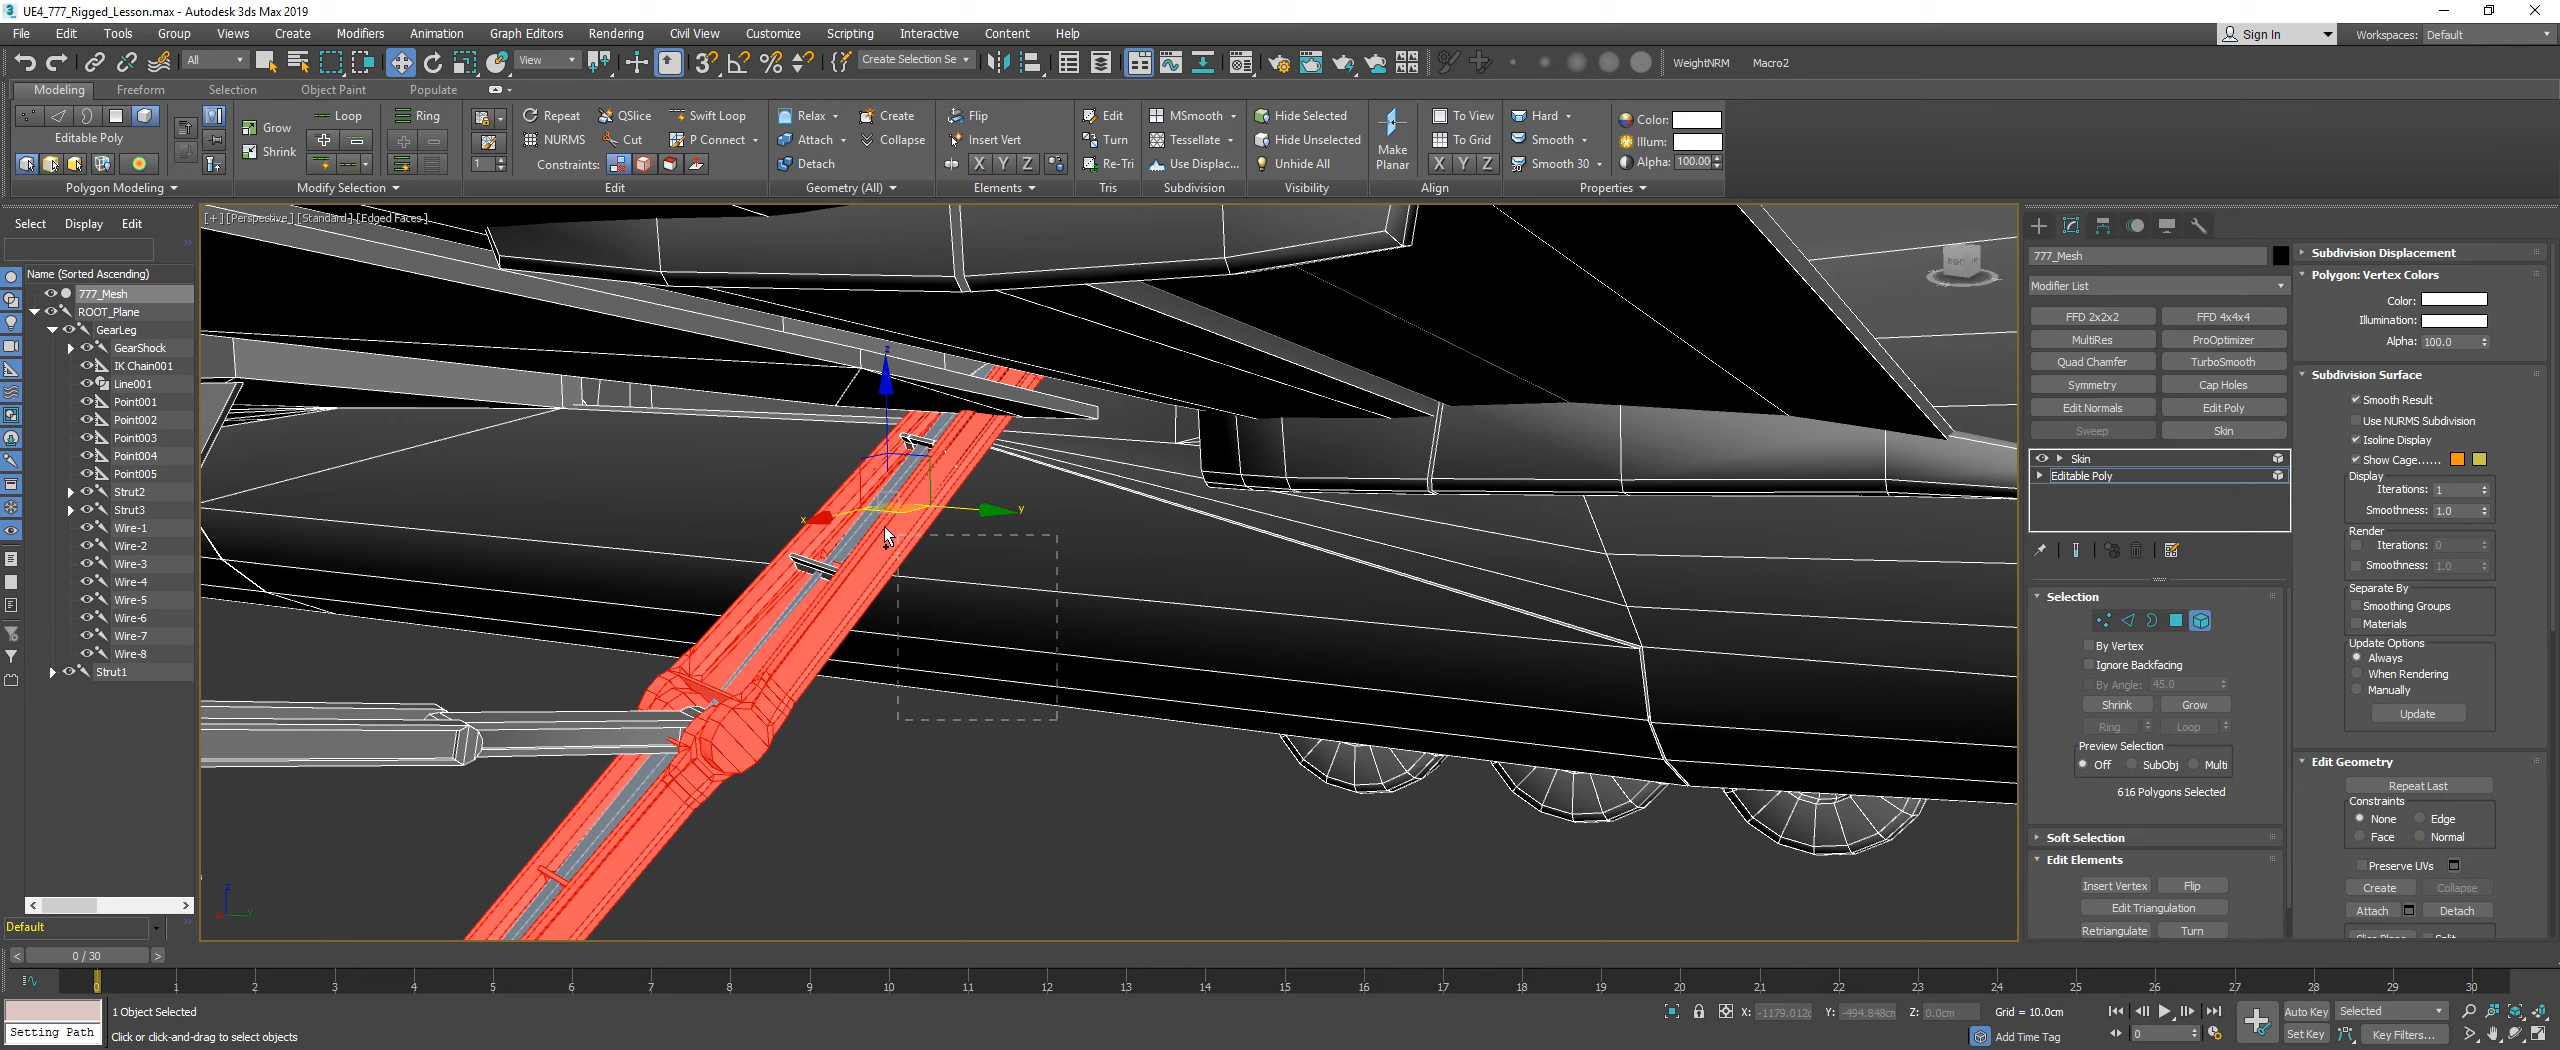 UE4_777_Rigged_Lesson.max - Autodesk 3ds Max 2019
File Edit Tools Group Views Create Modifiers Animation Graph Editors Rendering Civil View Customize Scripting Interactive Content Help
Sign In Workspaces: Default
All View Create Selection Se WeightNRM Macro2
Modeling Freeform Selection Object Paint Populate
Loop Ring Repeat QSlice Swift Loop Relax Create Flip Edit MSmooth Hide Selected To View Hard Color:
Editable Poly Grow NURMS Cut P Connect Attach Collapse Insert Vert Turn Tessellate Hide Unselected Make Planar To Grid Smooth Illum:
Shrink 1 Constraints: Detach X Y Z Re-Tri Use Displac... Unhide All X Y Z Smooth 30 Alpha: 100.00
Polygon Modeling Modify Selection Edit Geometry (All) Elements Tris Subdivision Visibility Align Properties
Select Display Edit
Name (Sorted Ascending)
777_Mesh
ROOT_Plane
GearLeg
GearShock
IK Chain001
Line001
Point001
Point002
Point003
Point004
Point005
Strut2
Strut3
Wire-1
Wire-2
Wire-3
Wire-4
Wire-5
Wire-6
Wire-7
Wire-8
Strut1
Default
[+] [Perspective] [Standard] [Edged Faces]
z
x
y
z
y
777_Mesh
Modifier List
FFD 2x2x2 FFD 4x4x4
MultiRes ProOptimizer
Quad Chamfer TurboSmooth
Symmetry Cap Holes
Edit Normals Edit Poly
Sweep Skin
Skin
Editable Poly
Selection
By Vertex
Ignore Backfacing
By Angle: 45.0
Shrink Grow
Ring Loop
Preview Selection
Off SubObj Multi
616 Polygons Selected
Soft Selection
Edit Elements
Insert Vertex Flip
Edit Triangulation
Retriangulate Turn
Subdivision Displacement
Polygon: Vertex Colors
Color:
Illumination:
Alpha: 100.0
Subdivision Surface
Smooth Result
Use NURMS Subdivision
Isoline Display
Show Cage......
Display
Iterations: 1
Smoothness: 1.0
Render
Iterations: 0
Smoothness: 1.0
Separate By
Smoothing Groups
Materials
Update Options
Always
When Rendering
Manually
Update
Edit Geometry
Repeat Last
Constraints
None Edge
Face Normal
Preserve UVs
Create Collapse
Attach Detach
0 / 30
0 1 2 3 4 5 6 7 8 9 10 11 12 13 14 15 16 17 18 19 20 21 22 23 24 25 26 27 28 29 30
1 Object Selected X: -1179.012c Y: -494.848cm Z: 0.0cm Grid = 10.0cm Auto Key Selected
Setting Path Click or click-and-drag to select objects Add Time Tag 0 Set Key Key Filters...